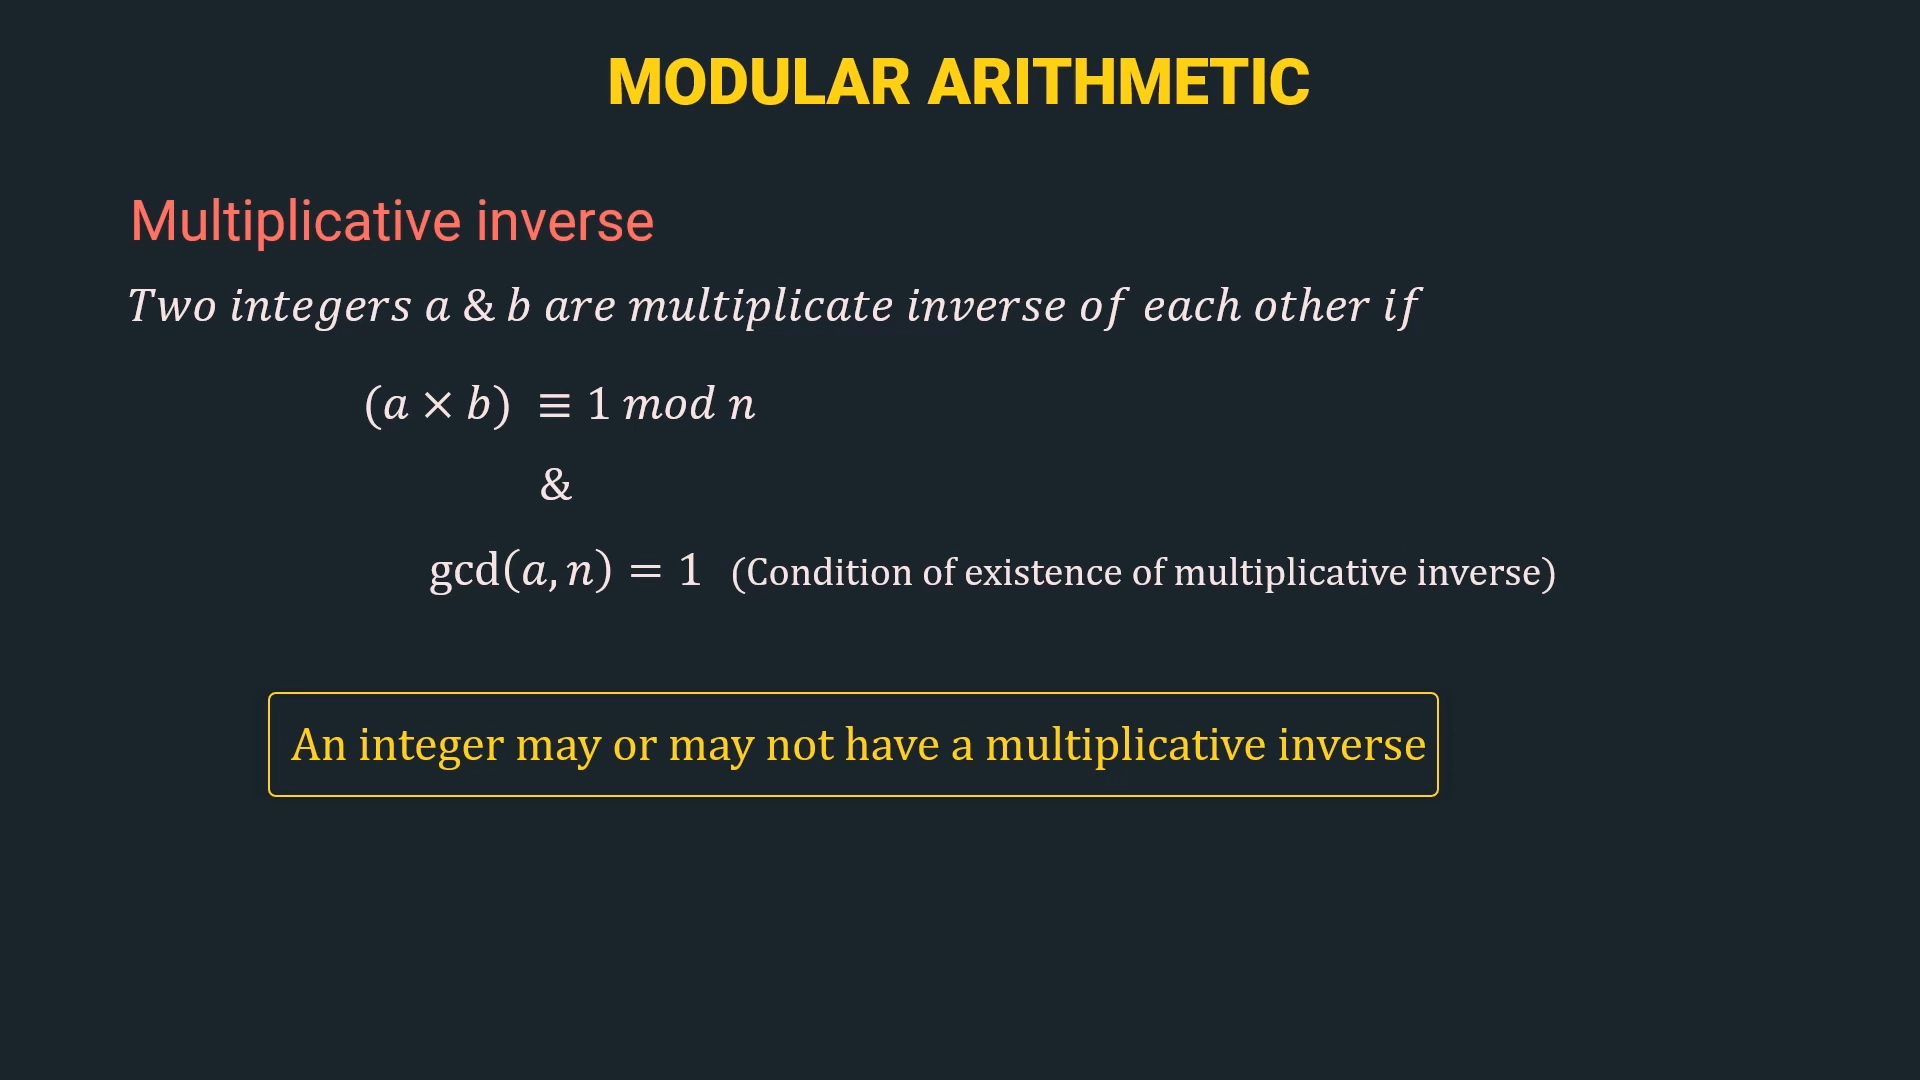 MODULAR ARITHMETIC
Multiplicative inverse
Two integers a & b are multiplicate inverse of each other if
(a × b) ≡ 1 mod n
&
gcd(a, n) = 1 (Condition of existence of multiplicative inverse)
An integer may or may not have a multiplicative inverse